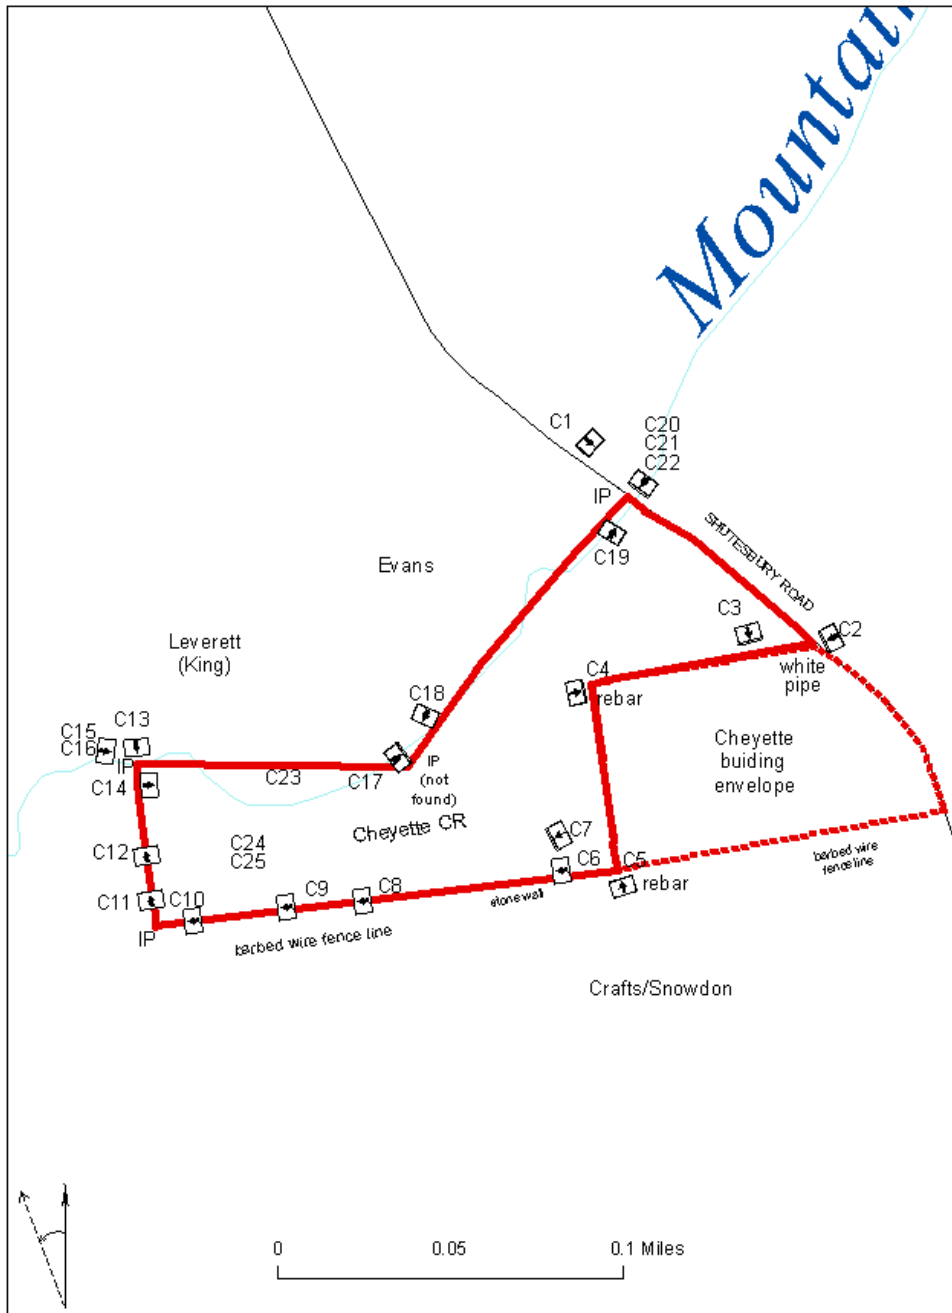 Mountain
C1
C20
C21
C22
IP
C19
SHUTESBURY ROAD
Evans
C3
C2
Leverett
(King)
white
pipe
C4
rebar
C18
C15
C13
C16
Cheyette
buiding
envelope
IP
C14
C23
C17
IP
(not
found)
Cheyette CR
C7
C24
C25
C12
C6
C5
barbed wire
fence line
rebar
C11
C10
C9
C8
stonewall
IP
barbed wire fence line
Crafts/Snowdon
0
0.05
0.1 Miles